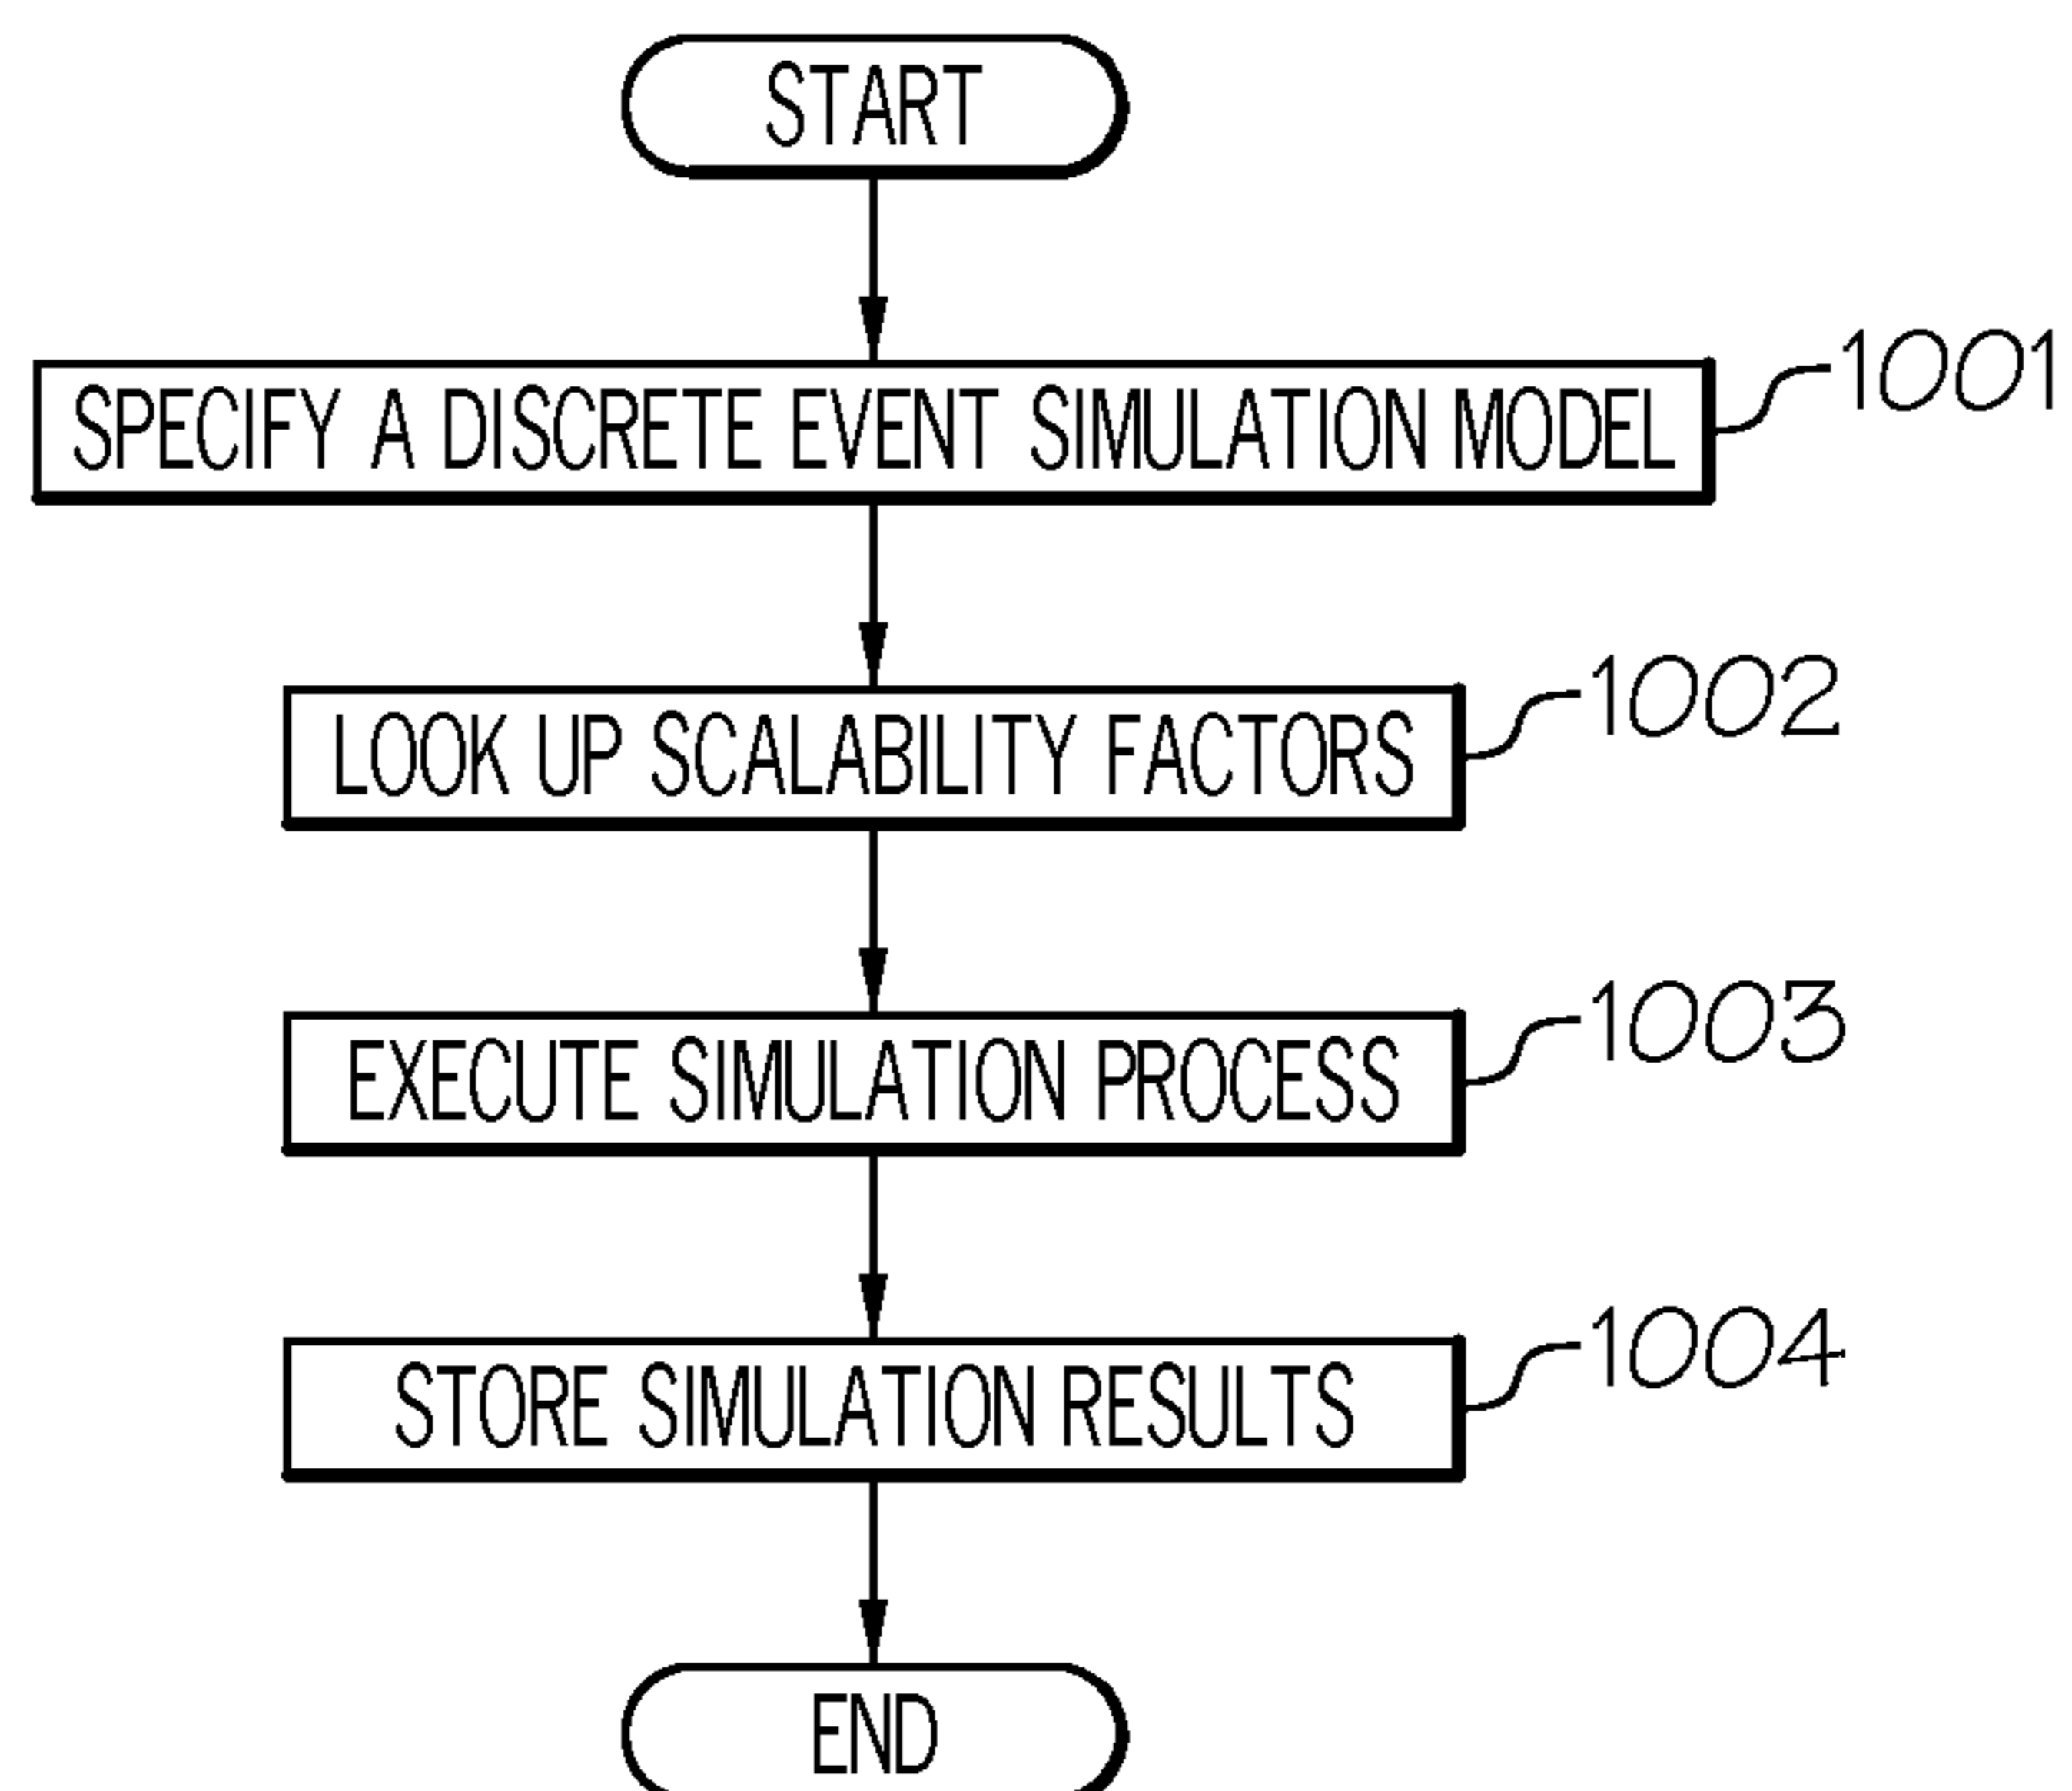 START
SPECIFY A DISCRETE EVENT SIMULATION MODEL
1001
LOOK UP SCALABILITY FACTORS
1002
EXECUTE SIMULATION PROCESS
1003
STORE SIMULATION RESULTS
1004
END